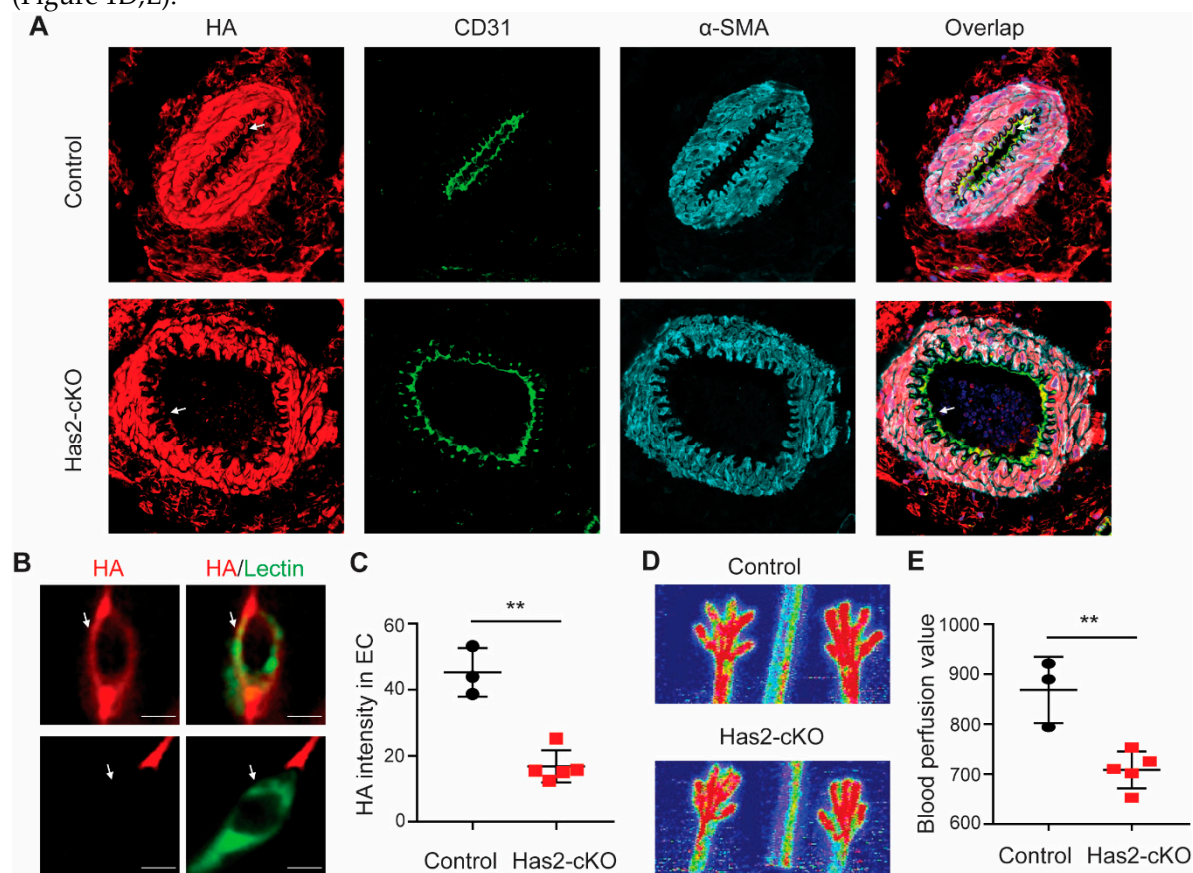 (Figure 1D,E).
A HA CD31 α-SMA Overlap
Control
Has2-cKO
B HA HA/Lectin
C
**
HA intensity in EC
60
40
20
0
Control Has2-cKO
D
Control
Has2-cKO
E
**
Blood perfusion value
1000
900
800
700
600
Control Has2-cKO